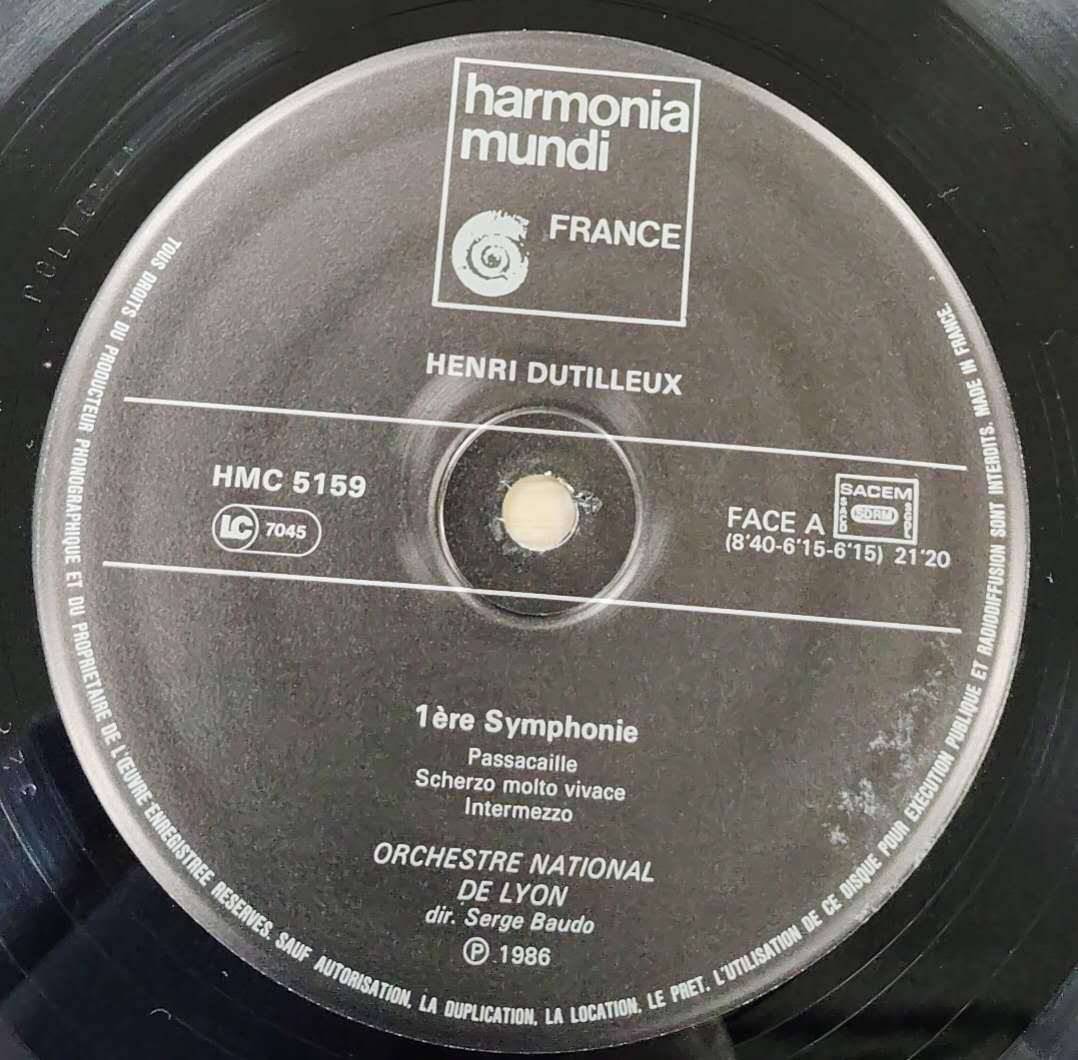 harmonia
mundi
FRANCE
HENRI DUTILLEUX
HMC 5159
LC 7045
FACE A
SACEM
SACD
SDRM
SGDL
(8'40-6'15-6'15) 21'20
1ère Symphonie
Passacaille
Scherzo molto vivace
Intermezzo
ORCHESTRE NATIONAL
DE LYON
dir. Serge Baudo
Ⓟ 1986
TOUS DROITS DU PRODUCTEUR PHONOGRAPHIQUE ET DU PROPRIETAIRE DE L'ŒUVRE ENREGISTREE RESERVES. SAUF AUTORISATION, LA DUPLICATION, LA LOCATION, LE PRET, L'UTILISATION DE CE DISQUE POUR EXECUTION PUBLIQUE ET RADIODIFFUSION SONT INTERDITS. MADE IN FRANCE.